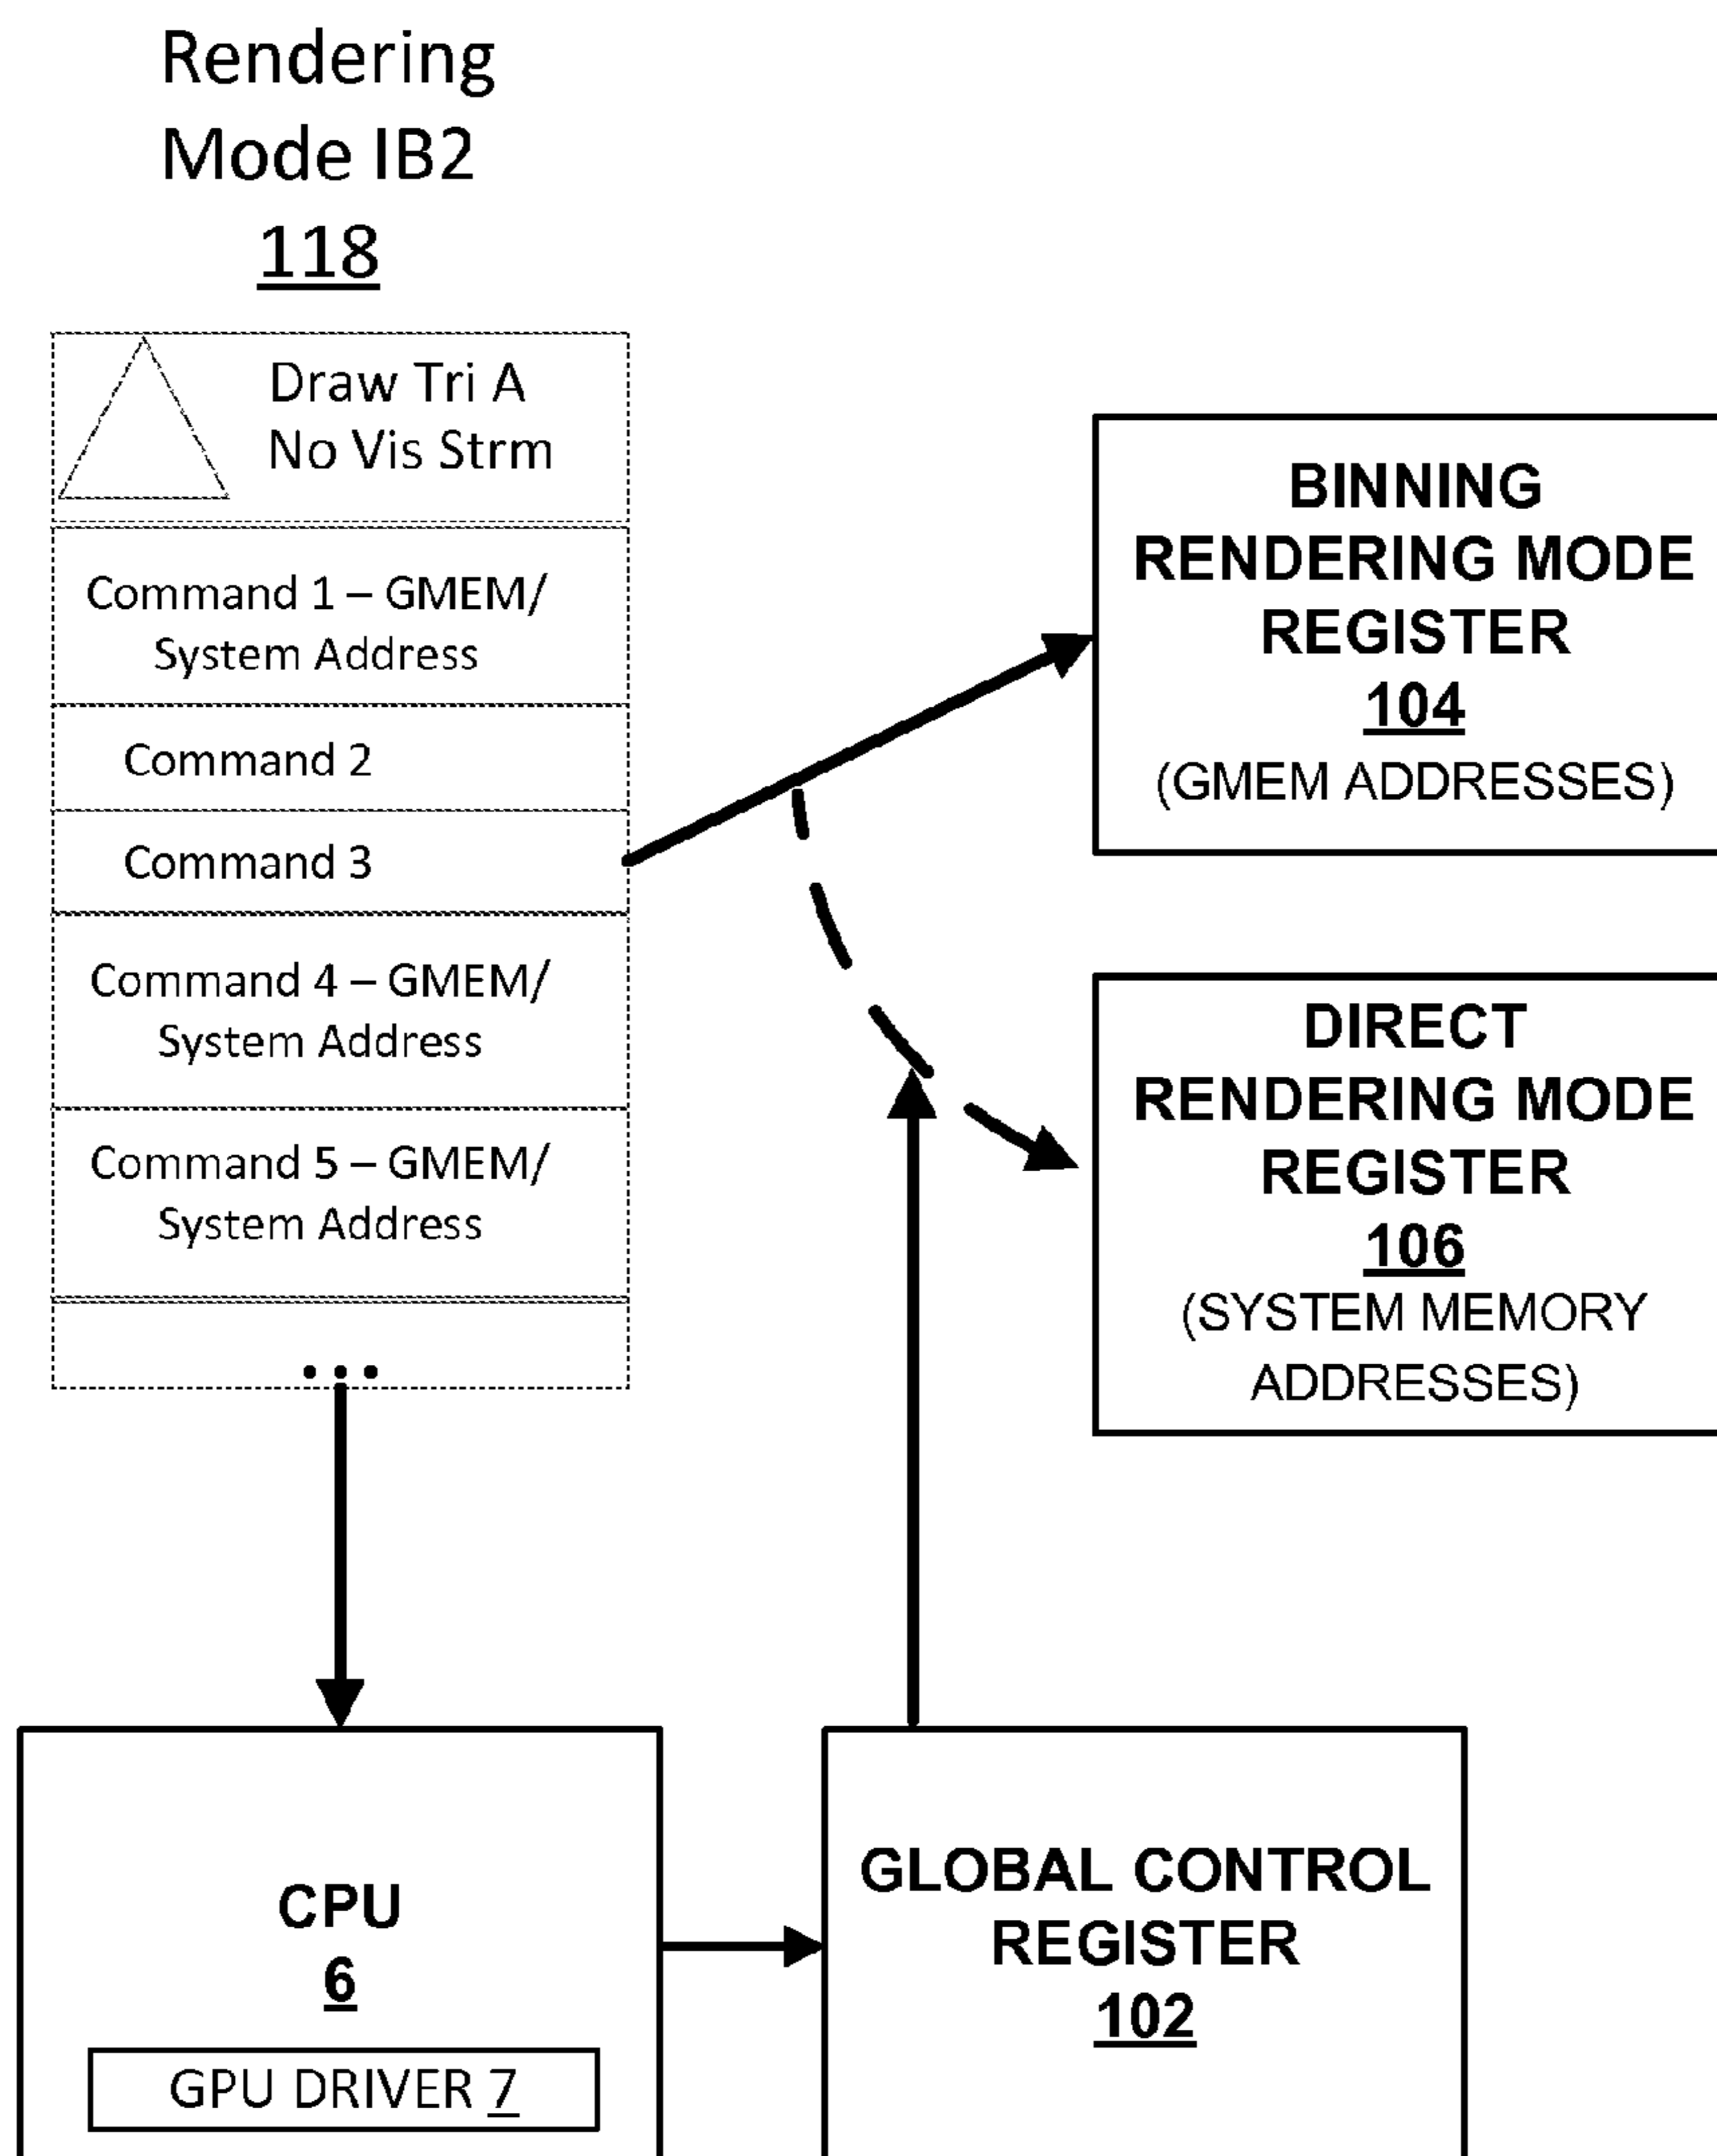 Rendering
Mode IB2
118
Draw Tri A
No Vis Strm
Command 1 – GMEM/
System Address
Command 2
Command 3
Command 4 – GMEM/
System Address
Command 5 – GMEM/
System Address
...
BINNING
RENDERING MODE
REGISTER
104
(GMEM ADDRESSES)
DIRECT
RENDERING MODE
REGISTER
106
(SYSTEM MEMORY
ADDRESSES)
CPU
6
GPU DRIVER 7
GLOBAL CONTROL
REGISTER
102